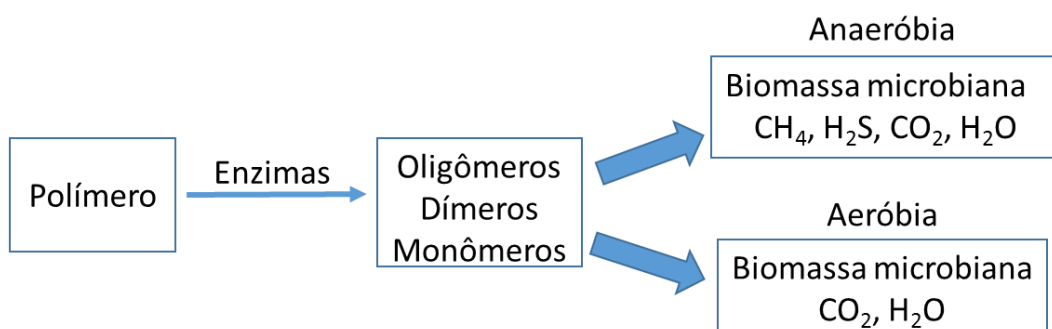 Polímero
Enzimas
Oligômeros
Dímeros
Monômeros
Anaeróbia
Biomassa microbiana
CH₄, H₂S, CO₂, H₂O
Aeróbia
Biomassa microbiana
CO₂, H₂O